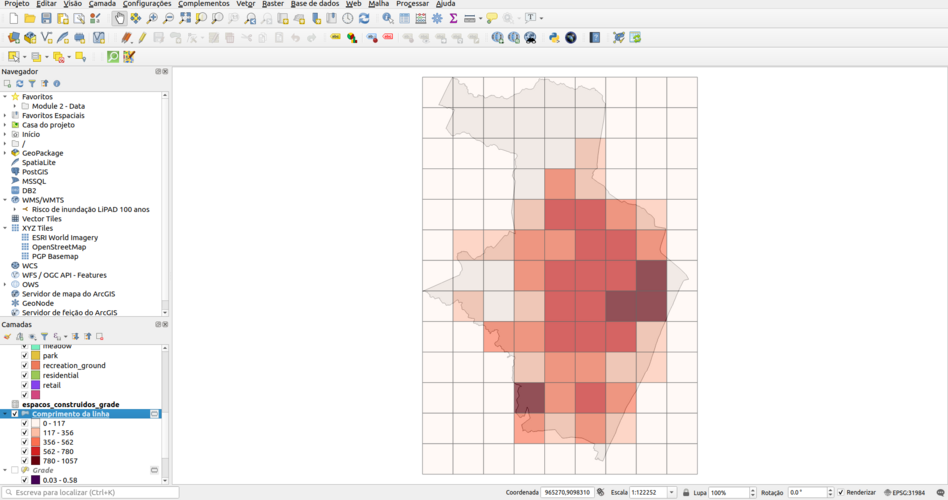 Projeto Editar Visão Camada Configurações Complementos Vetor Raster Base de dados Web Malha Processar Ajuda
Navegador
Favoritos
Module 2 - Data
Favoritos Espaciais
Casa do projeto
Início
/
GeoPackage
SpatiaLite
PostGIS
MSSQL
DB2
WMS/WMTS
Risco de inundação LiPAD 100 anos
Vector Tiles
XYZ Tiles
ESRI World Imagery
OpenStreetMap
PGP Basemap
WCS
WFS / OGC API - Features
OWS
Servidor de mapa do ArcGIS
GeoNode
Servidor de feição do ArcGIS
Camadas
meadow
park
recreation_ground
residential
retail
espacos_construidos_grade
Comprimento da linha
0 - 117
117 - 356
356 - 562
562 - 780
780 - 1057
Grade
0.03 - 0.58
Escreva para localizar (Ctrl+K)
Coordenada 965270,9098310 Escala 1:122252 Lupa 100% Rotação 0.0 ° Renderizar EPSG:31984